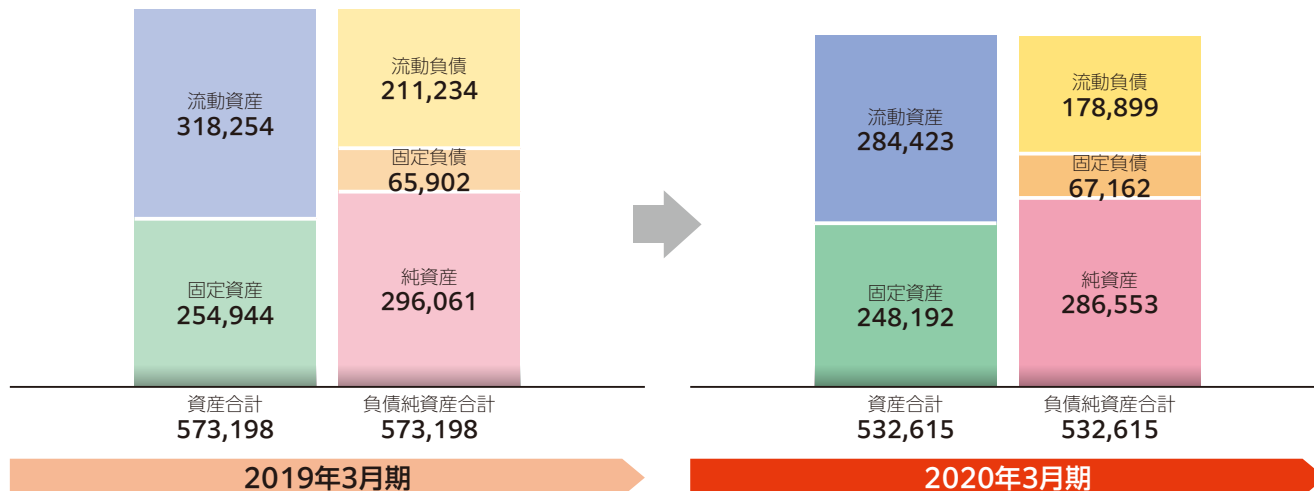 流動資産
318,254
固定資産
254,944
流動負債
211,234
固定負債
65,902
純資産
296,061
資産合計
573,198
負債純資産合計
573,198
2019年3月期
流動資産
284,423
固定資産
248,192
流動負債
178,899
固定負債
67,162
純資産
286,553
資産合計
532,615
負債純資産合計
532,615
2020年3月期